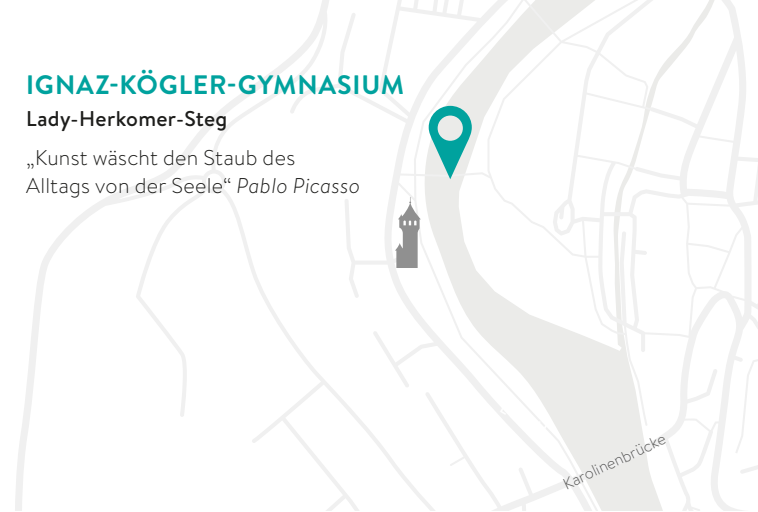 IGNAZ-KÖGLER-GYMNASIUM
Lady-Herkomer-Steg
„Kunst wäscht den Staub des
Alltags von der Seele“ Pablo Picasso
Karolinenbrücke